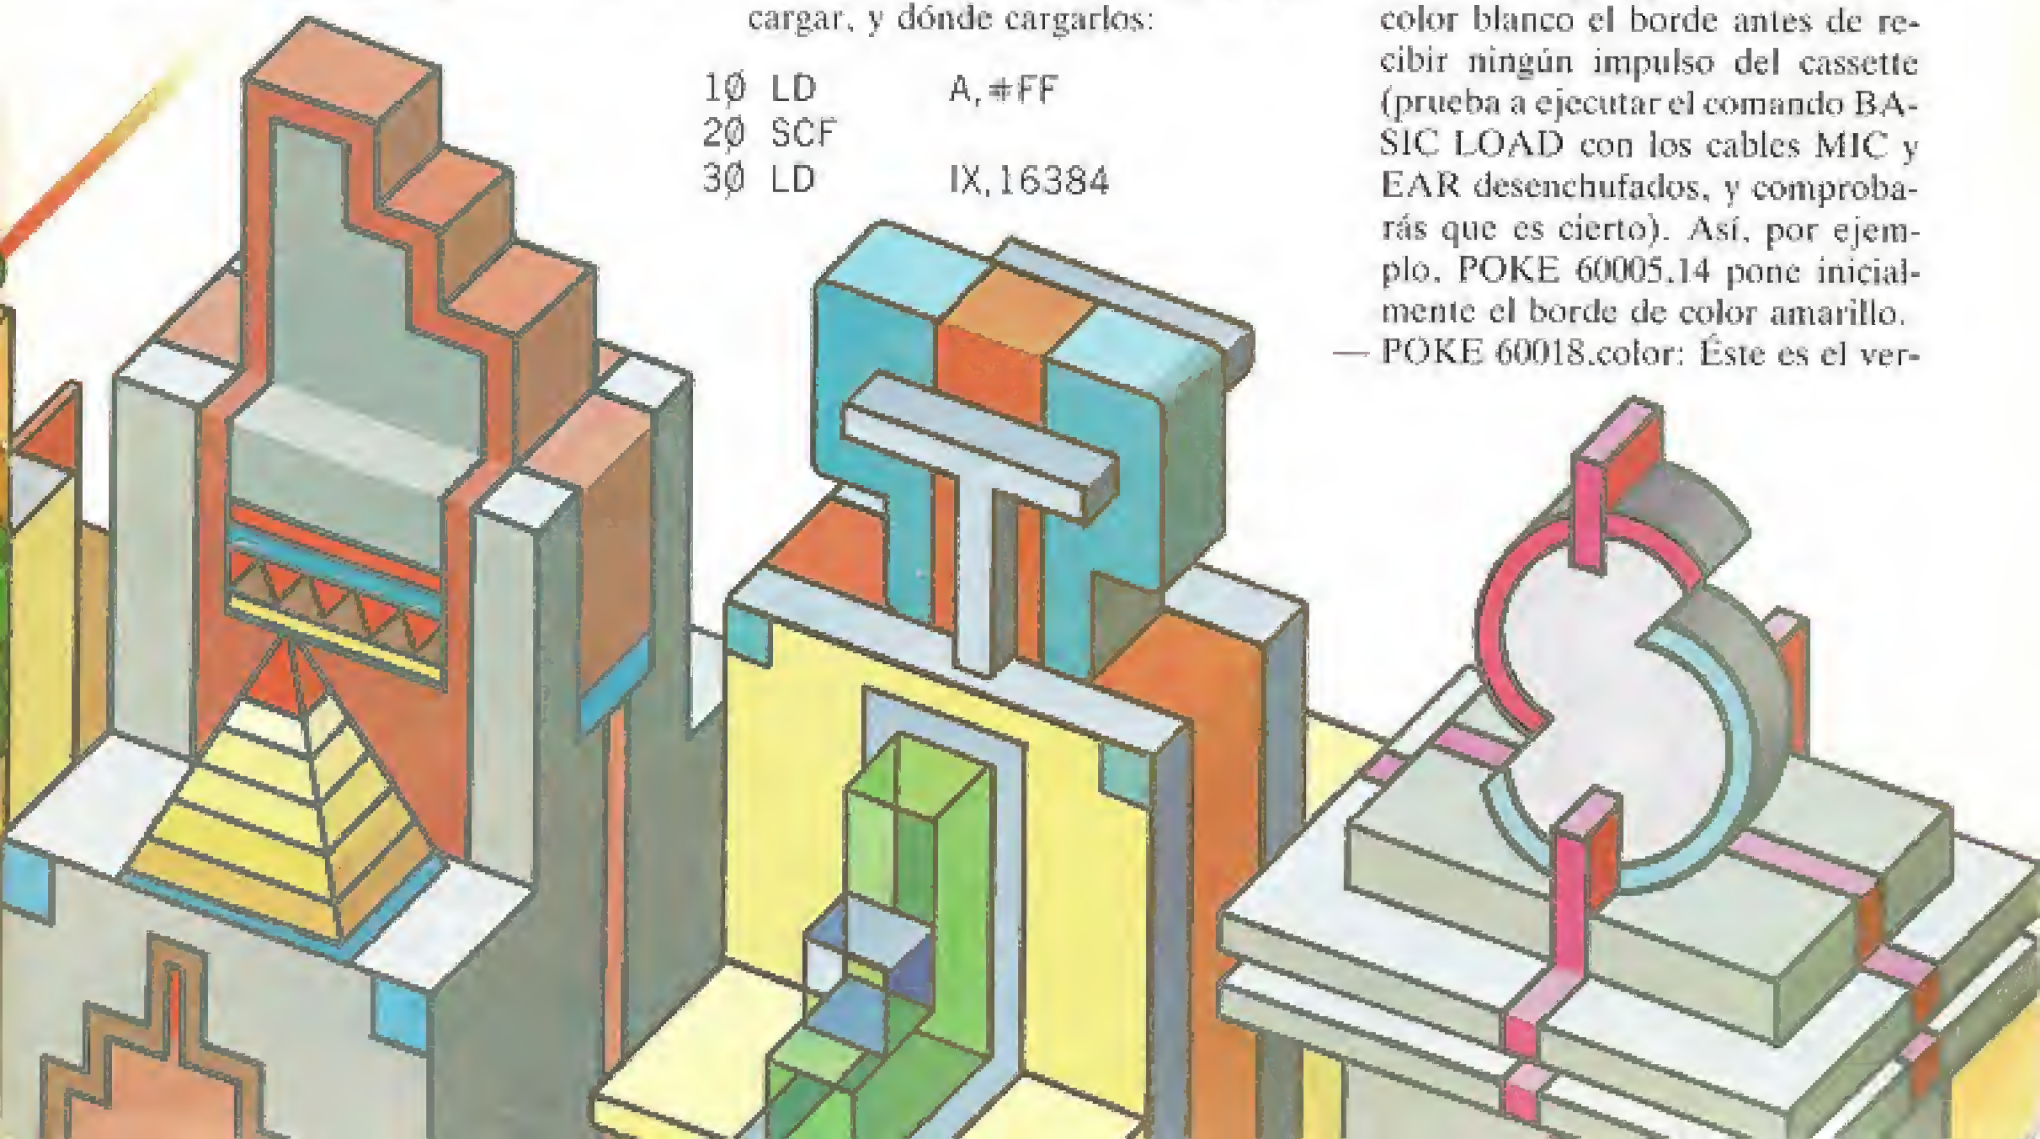 cargar, y dónde cargarlos:
10 LD A,#FF
20 SCF
30 LD IX,16384
color blanco el borde antes de re-
cibir ningún impulso del cassette
(prueba a ejecutar el comando BA-
SIC LOAD con los cables MIC y
EAR desenchufados, y comproba-
rás que es cierto). Así, por ejem-
plo, POKE 60005,14 pone inicial-
mente el borde de color amarillo.
— POKE 60018,color: Éste es el ver-